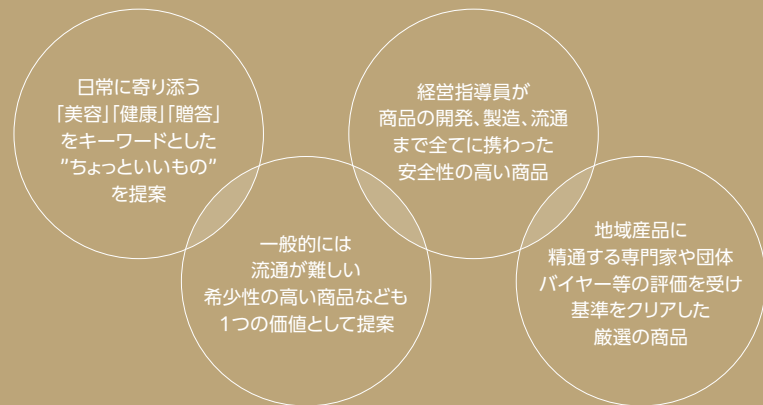 日常に寄り添う
「美容」「健康」「贈答」
をキーワードとした
”ちょっといいもの”
を提案
一般的には
流通が難しい
希少性の高い商品なども
1つの価値として提案
経営指導員が
商品の開発、製造、流通
まで全てに携わった
安全性の高い商品
地域産品に
精通する専門家や団体
バイヤー等の評価を受け
基準をクリアした
厳選の商品